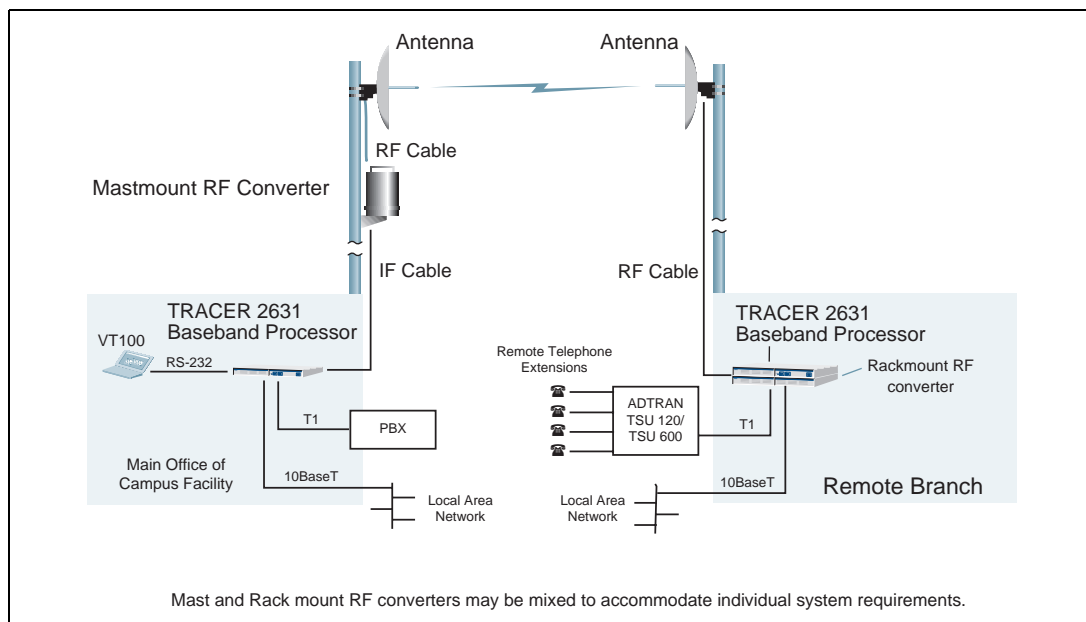 Antenna
Antenna
RF Cable
Mastmount RF Converter
IF Cable
RF Cable
TRACER 2631
Baseband Processor
VT100
RS-232
T1
PBX
Main Office of
Campus Facility
10BaseT
Local Area
Network
TRACER 2631
Baseband Processor
Remote Telephone
Extensions
Rackmount RF
converter
ADTRAN
TSU 120/
TSU 600
T1
10BaseT
Remote Branch
Local Area
Network
Mast and Rack mount RF converters may be mixed to accommodate individual system requirements.